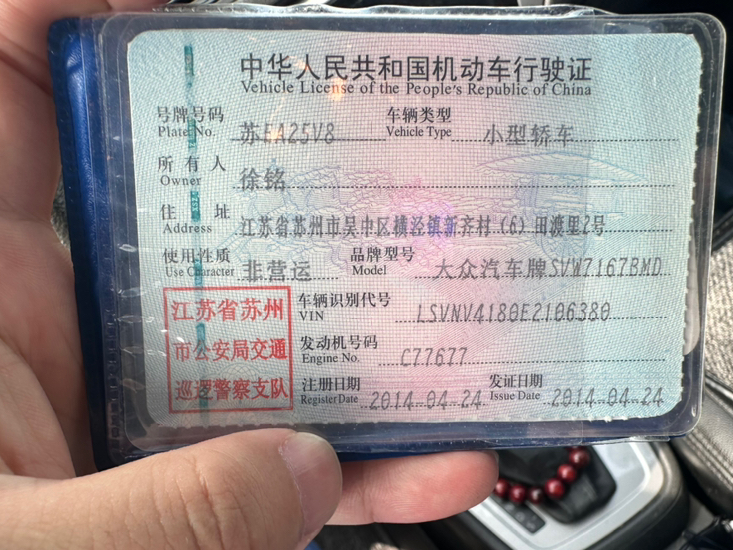 中华人民共和国机动车行驶证
Vehicle License of the People's Republic of China
号牌号码 苏EA25V8 车辆类型 小型轿车
Plate No. Vehicle Type
所有人 徐铭
Owner
住址 江苏省苏州市吴中区横泾镇新齐村(6)田渡里2号
Address
使用性质 非营运 品牌型号 大众汽车牌SVW7167BMD
Use Character Model
江苏省苏州
市公安局交通
巡逻警察支队
车辆识别代号 LSVNV4180E2106380
VIN
发动机号码 C77677
Engine No.
注册日期 2014-04-24 发证日期 2014-04-24
Register Date Issue Date